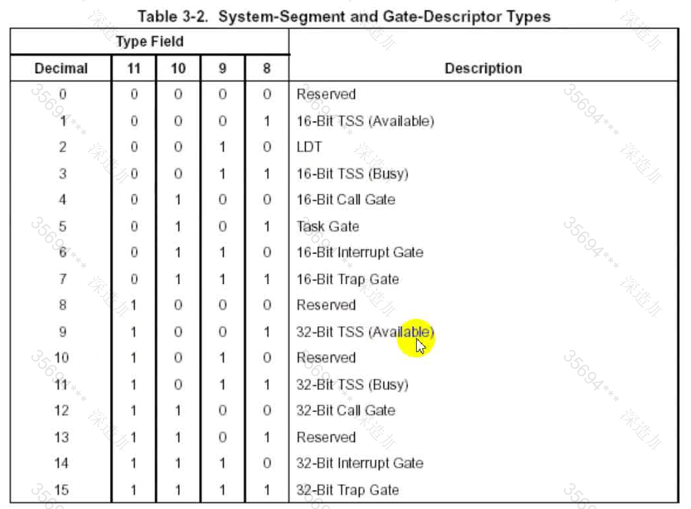 Table 3-2. System-Segment and Gate-Descriptor Types
Type Field
Decimal 11 10 9 8 Description
0 0 0 0 0 Reserved
1 0 0 0 1 16-Bit TSS (Available)
2 0 0 1 0 LDT
3 0 0 1 1 16-Bit TSS (Busy)
4 0 1 0 0 16-Bit Call Gate
5 0 1 0 1 Task Gate
6 0 1 1 0 16-Bit Interrupt Gate
7 0 1 1 1 16-Bit Trap Gate
8 1 0 0 0 Reserved
9 1 0 0 1 32-Bit TSS (Available)
10 1 0 1 0 Reserved
11 1 0 1 1 32-Bit TSS (Busy)
12 1 1 0 0 32-Bit Call Gate
13 1 1 0 1 Reserved
14 1 1 1 0 32-Bit Interrupt Gate
15 1 1 1 1 32-Bit Trap Gate